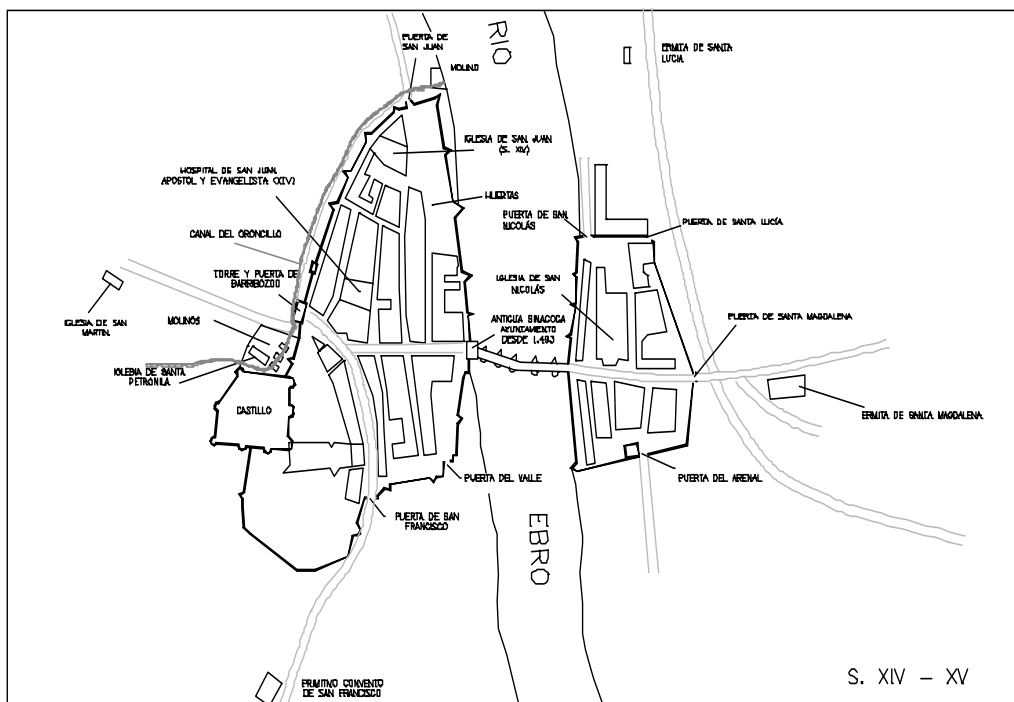 PUERTA DE
SAN JUAN
RIO
ERMITA DE SANTA
LUCIA
MOLINO
IGLESIA DE SAN JUAN
(S. XIV)
HOSPITAL DE SAN JUAN
APOSTOL Y EVANGELISTA (XIV)
HUERTAS
PUERTA DE SAN
NICOLÁS
PUERTA DE SANTA LUCÍA
CANAL DEL ORONCILLO
TORRE Y PUERTA DE
BARRIBOZOO
IGLESIA DE SAN
NICOLÁS
IGLESIA DE SAN
MARTIN
MOLINOS
ANTIGUA SINAGOGA
AYUNTAMIENTO
DESDE 1.493
PUERTA DE SANTA MAGDALENA
IGLESIA DE SANTA
PETRONILA
CASTILLO
ERMITA DE SANTA MAGDALENA
PUERTA DEL VALLE
PUERTA DEL ARENAL
PUERTA DE SAN
FRANCISCO
EBRO
PRIMITIVO CONVENTO
DE SAN FRANCISCO
S. XIV – XV